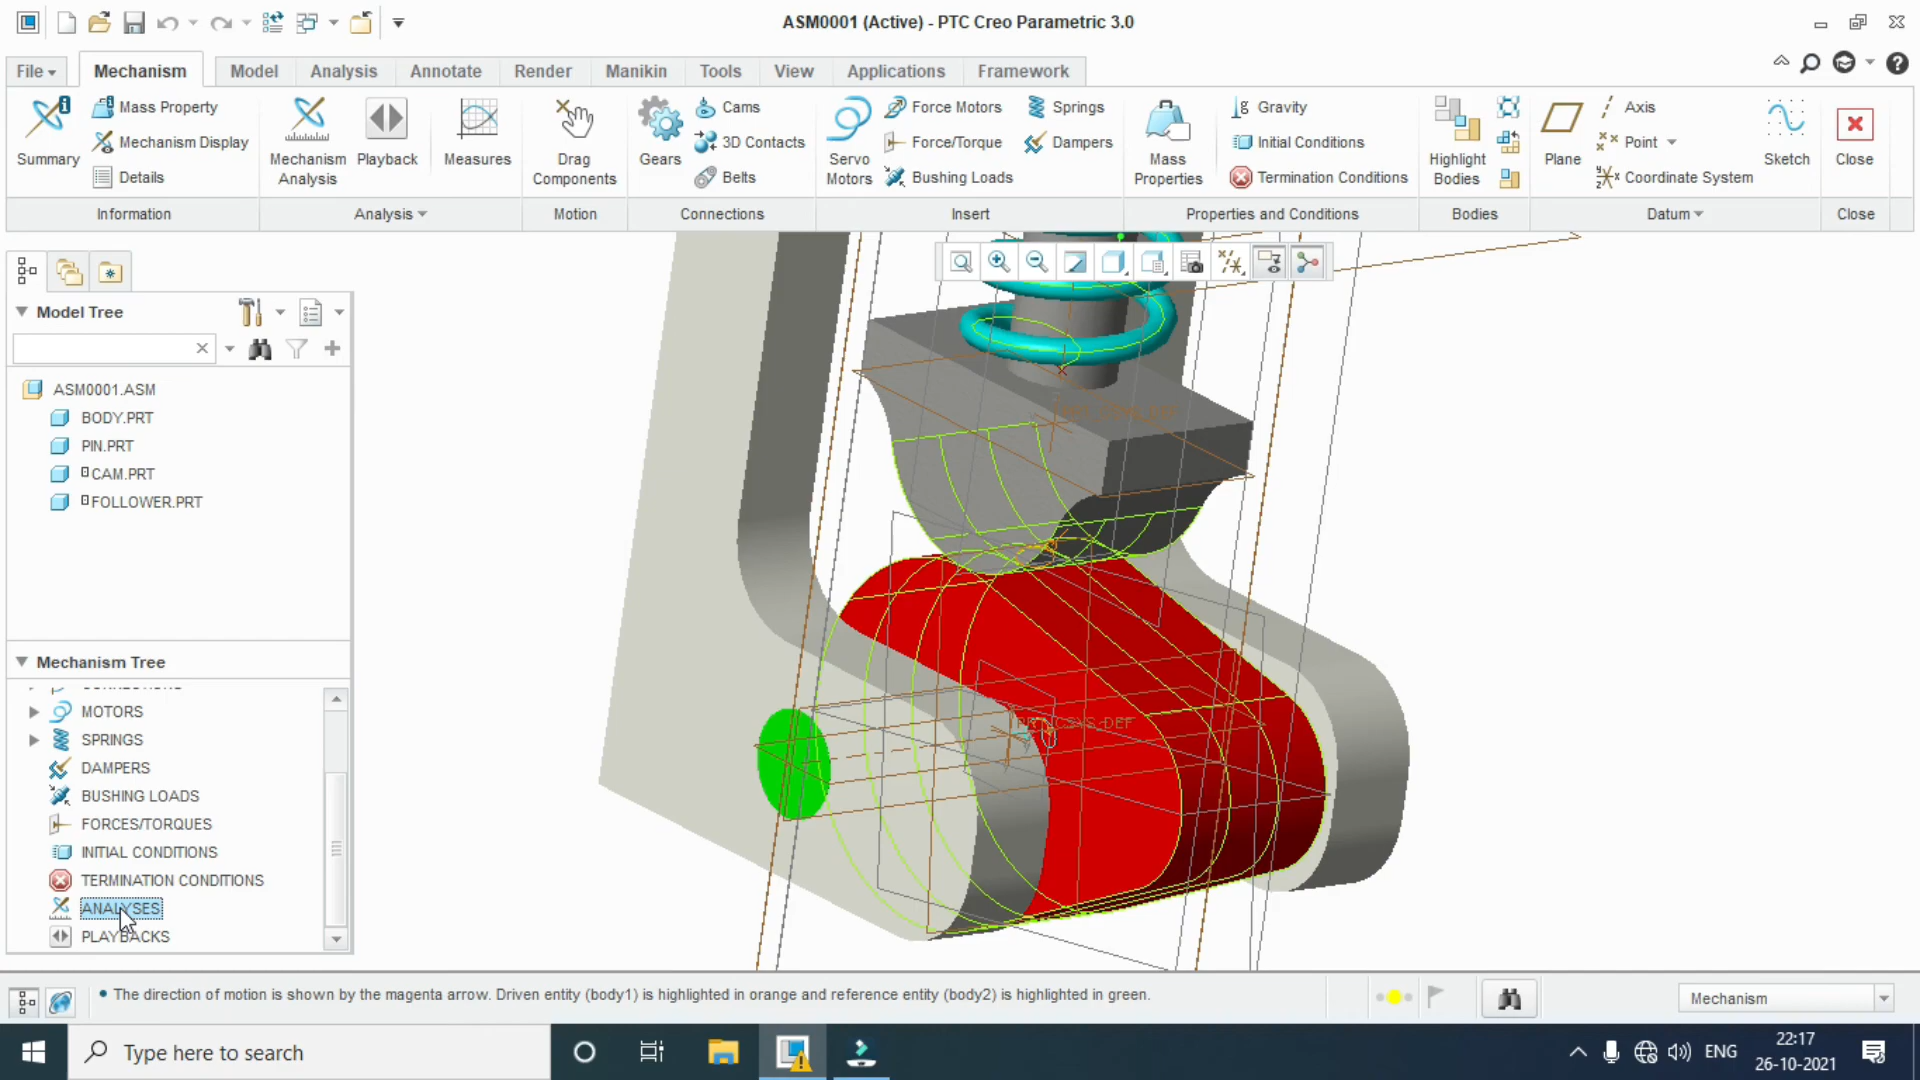 ASM0001 (Active) - PTC Creo Parametric 3.0
File
Mechanism
Model
Analysis
Annotate
Render
Manikin
Tools
View
Applications
Framework
Summary
Mass Property
Mechanism Display
Details
Information
Mechanism Analysis
Playback
Measures
Analysis
Drag Components
Motion
Gears
Cams
3D Contacts
Belts
Connections
Servo Motors
Force Motors
Force/Torque
Bushing Loads
Springs
Dampers
Insert
Mass Properties
Gravity
Initial Conditions
Termination Conditions
Properties and Conditions
Highlight Bodies
Bodies
Plane
Axis
Point
Coordinate System
Sketch
Datum
Close
Close
Model Tree
ASM0001.ASM
BODY.PRT
PIN.PRT
CAM.PRT
FOLLOWER.PRT
Mechanism Tree
MOTORS
SPRINGS
DAMPERS
BUSHING LOADS
FORCES/TORQUES
INITIAL CONDITIONS
TERMINATION CONDITIONS
ANALYSES
PLAYBACKS
The direction of motion is shown by the magenta arrow. Driven entity (body1) is highlighted in orange and reference entity (body2) is highlighted in green.
Mechanism
Type here to search
ENG
22:17
26-10-2021